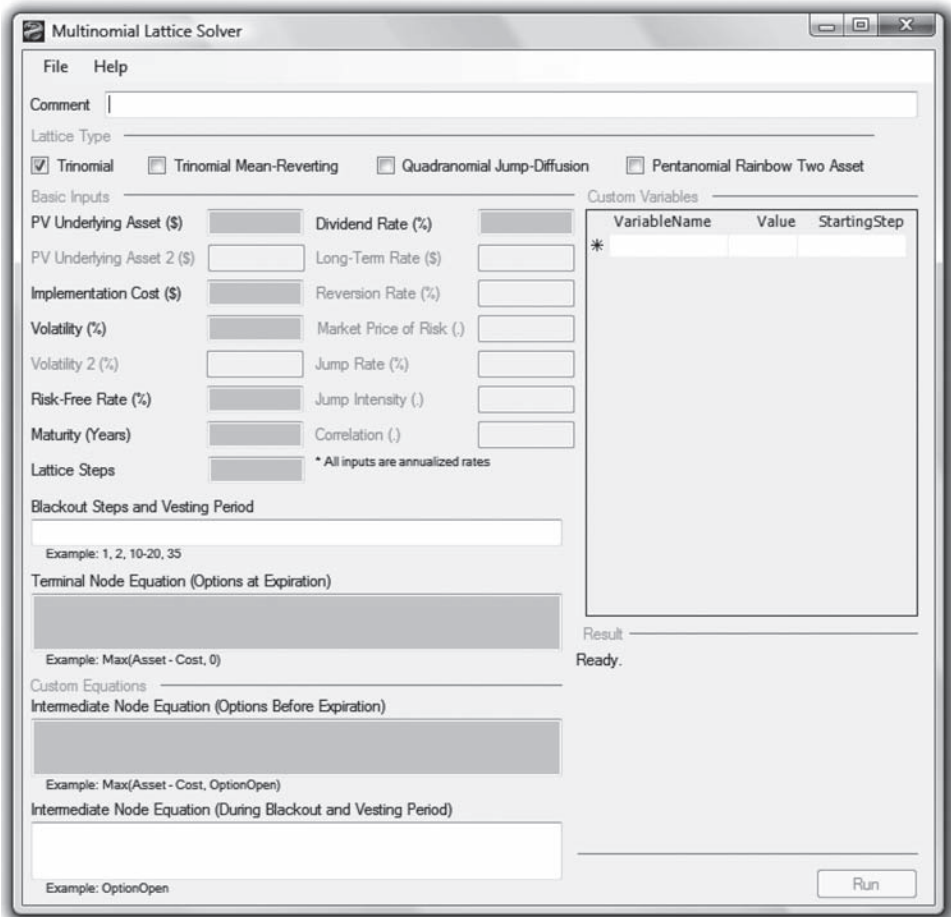 Multinomial Lattice Solver
File Help
Comment
Lattice Type
Trinomial Trinomial Mean-Reverting Quadranomial Jump-Diffusion Pentanomial Rainbow Two Asset
Basic Inputs Custom Variables
PV Underlying Asset ($) Dividend Rate (%) VariableName Value StartingStep
PV Underlying Asset 2 ($) Long-Term Rate ($)
Implementation Cost ($) Reversion Rate (%)
Volatility (%) Market Price of Risk (.)
Volatility 2 (%) Jump Rate (%)
Risk-Free Rate (%) Jump Intensity (.)
Maturity (Years) Correlation (.)
Lattice Steps * All inputs are annualized rates
Blackout Steps and Vesting Period
Example: 1, 2, 10-20, 35
Terminal Node Equation (Options at Expiration)
Example: Max(Asset - Cost, 0)
Custom Equations
Intermediate Node Equation (Options Before Expiration)
Example: Max(Asset - Cost, OptionOpen)
Intermediate Node Equation (During Blackout and Vesting Period)
Example: OptionOpen
Result
Ready.
Run